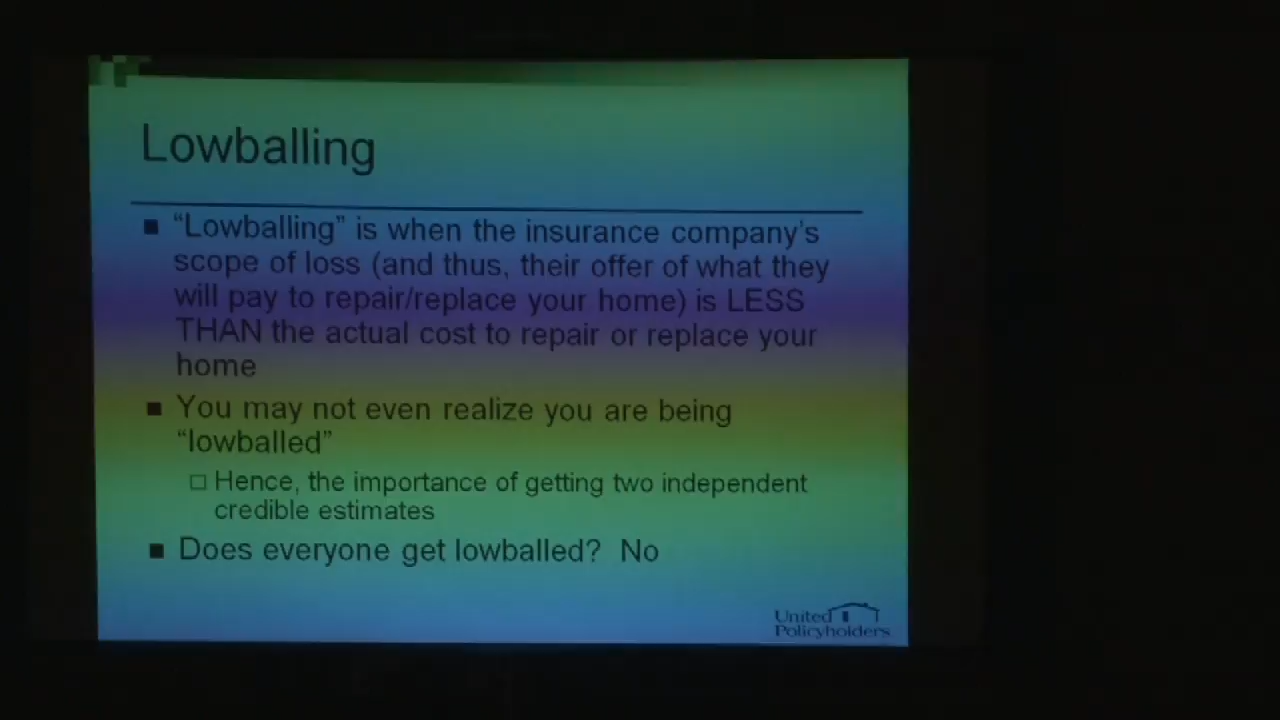 Lowballing
■ “Lowballing” is when the insurance company’s
scope of loss (and thus, their offer of what they
will pay to repair/replace your home) is LESS
THAN the actual cost to repair or replace your
home
■ You may not even realize you are being
“lowballed”
□ Hence, the importance of getting two independent
credible estimates
■ Does everyone get lowballed? No
United
Policyholders